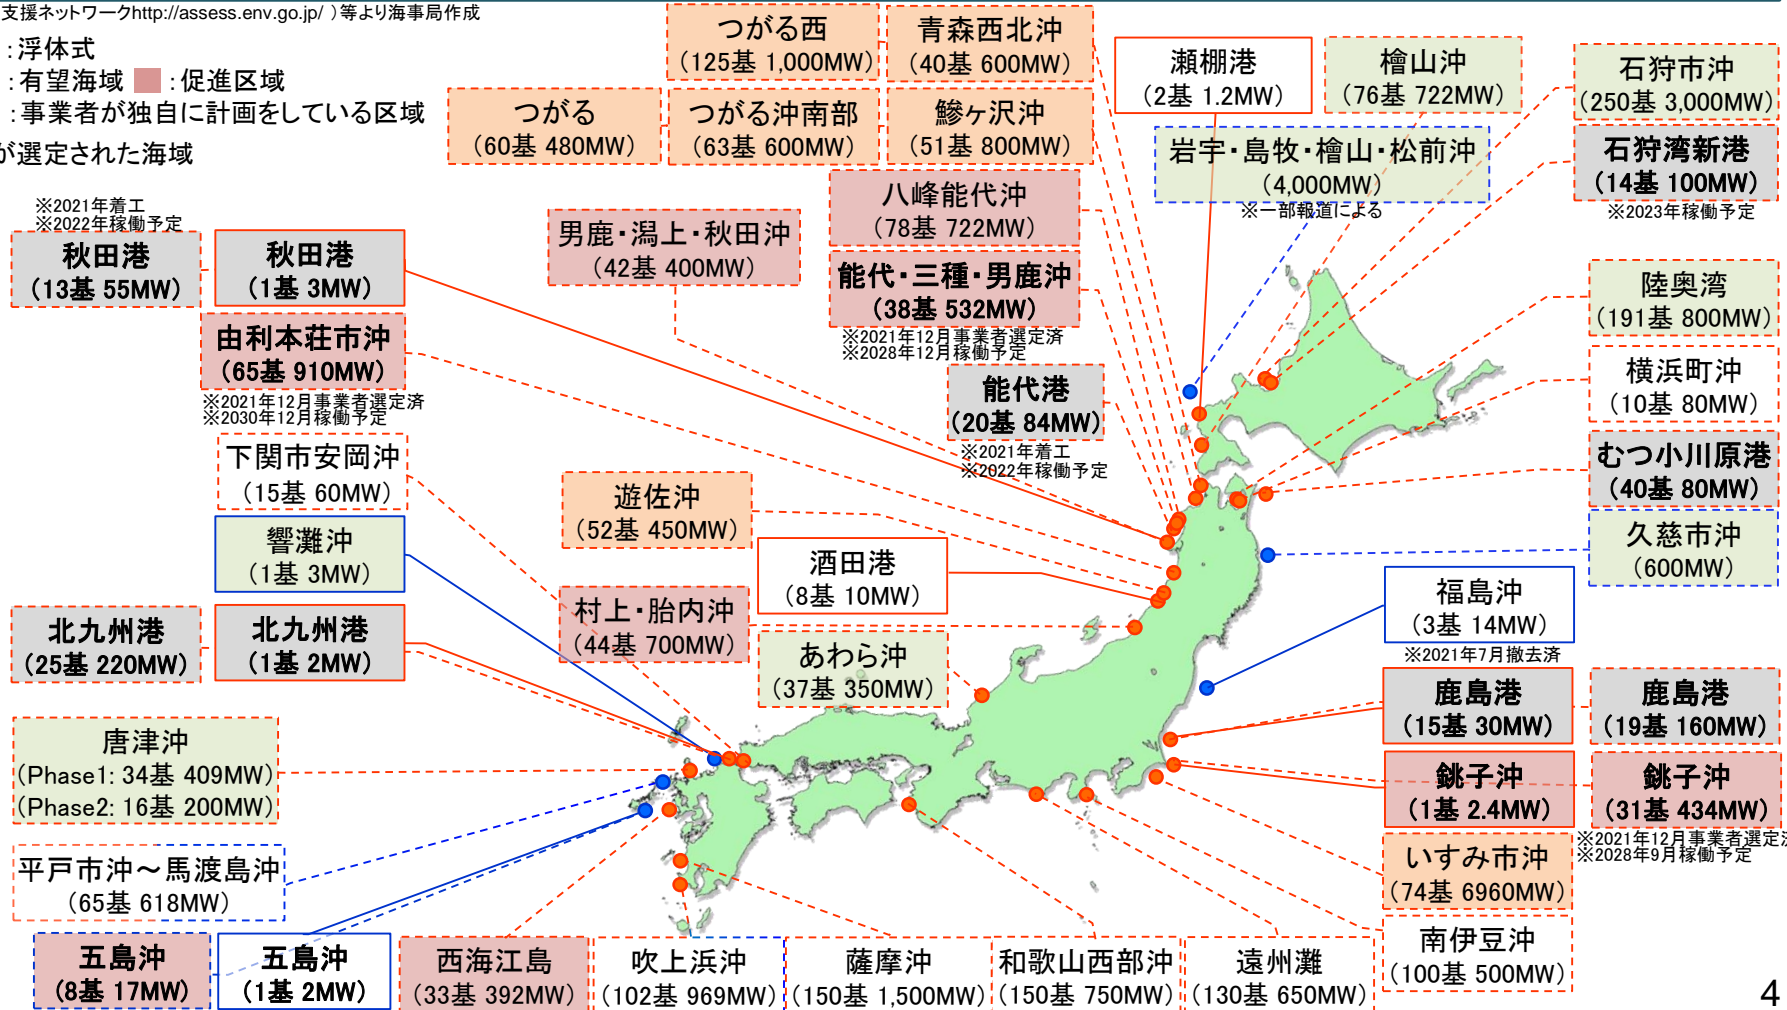 支援ネットワークhttp://assess.env.go.jp/ ）等より海事局作成
：浮体式
：有望海域 ：促進区域
：事業者が独自に計画をしている区域
が選定された海域
つがる西
(125基 1,000MW)
青森西北沖
(40基 600MW)
つがる
(60基 480MW)
つがる沖南部
(63基 600MW)
鰺ヶ沢沖
(51基 800MW)
瀬棚港
(2基 1.2MW)
檜山沖
(76基 722MW)
石狩市沖
(250基 3,000MW)
岩宇・島牧・檜山・松前沖
(4,000MW)
※一部報道による
石狩湾新港
(14基 100MW)
※2023年稼働予定
八峰能代沖
(78基 722MW)
男鹿・潟上・秋田沖
(42基 400MW)
能代・三種・男鹿沖
(38基 532MW)
※2021年12月事業者選定済
※2028年12月稼働予定
※2021年着工
※2022年稼働予定
秋田港
(13基 55MW)
秋田港
(1基 3MW)
由利本荘市沖
(65基 910MW)
※2021年12月事業者選定済
※2030年12月稼働予定
能代港
(20基 84MW)
※2021年着工
※2022年稼働予定
陸奥湾
(191基 800MW)
横浜町沖
(10基 80MW)
むつ小川原港
(40基 80MW)
久慈市沖
(600MW)
下関市安岡沖
(15基 60MW)
響灘沖
(1基 3MW)
遊佐沖
(52基 450MW)
酒田港
(8基 10MW)
村上・胎内沖
(44基 700MW)
あわら沖
(37基 350MW)
福島沖
(3基 14MW)
※2021年7月撤去済
北九州港
(25基 220MW)
北九州港
(1基 2MW)
鹿島港
(15基 30MW)
鹿島港
(19基 160MW)
唐津沖
(Phase1: 34基 409MW)
(Phase2: 16基 200MW)
銚子沖
(1基 2.4MW)
銚子沖
(31基 434MW)
※2021年12月事業者選定
※2028年9月稼働予定
平戸市沖～馬渡島沖
(65基 618MW)
いすみ市沖
(74基 6960MW)
五島沖
(8基 17MW)
五島沖
(1基 2MW)
西海江島
(33基 392MW)
吹上浜沖
(102基 969MW)
薩摩沖
(150基 1,500MW)
和歌山西部沖
(150基 750MW)
遠州灘
(130基 650MW)
南伊豆沖
(100基 500MW)
4